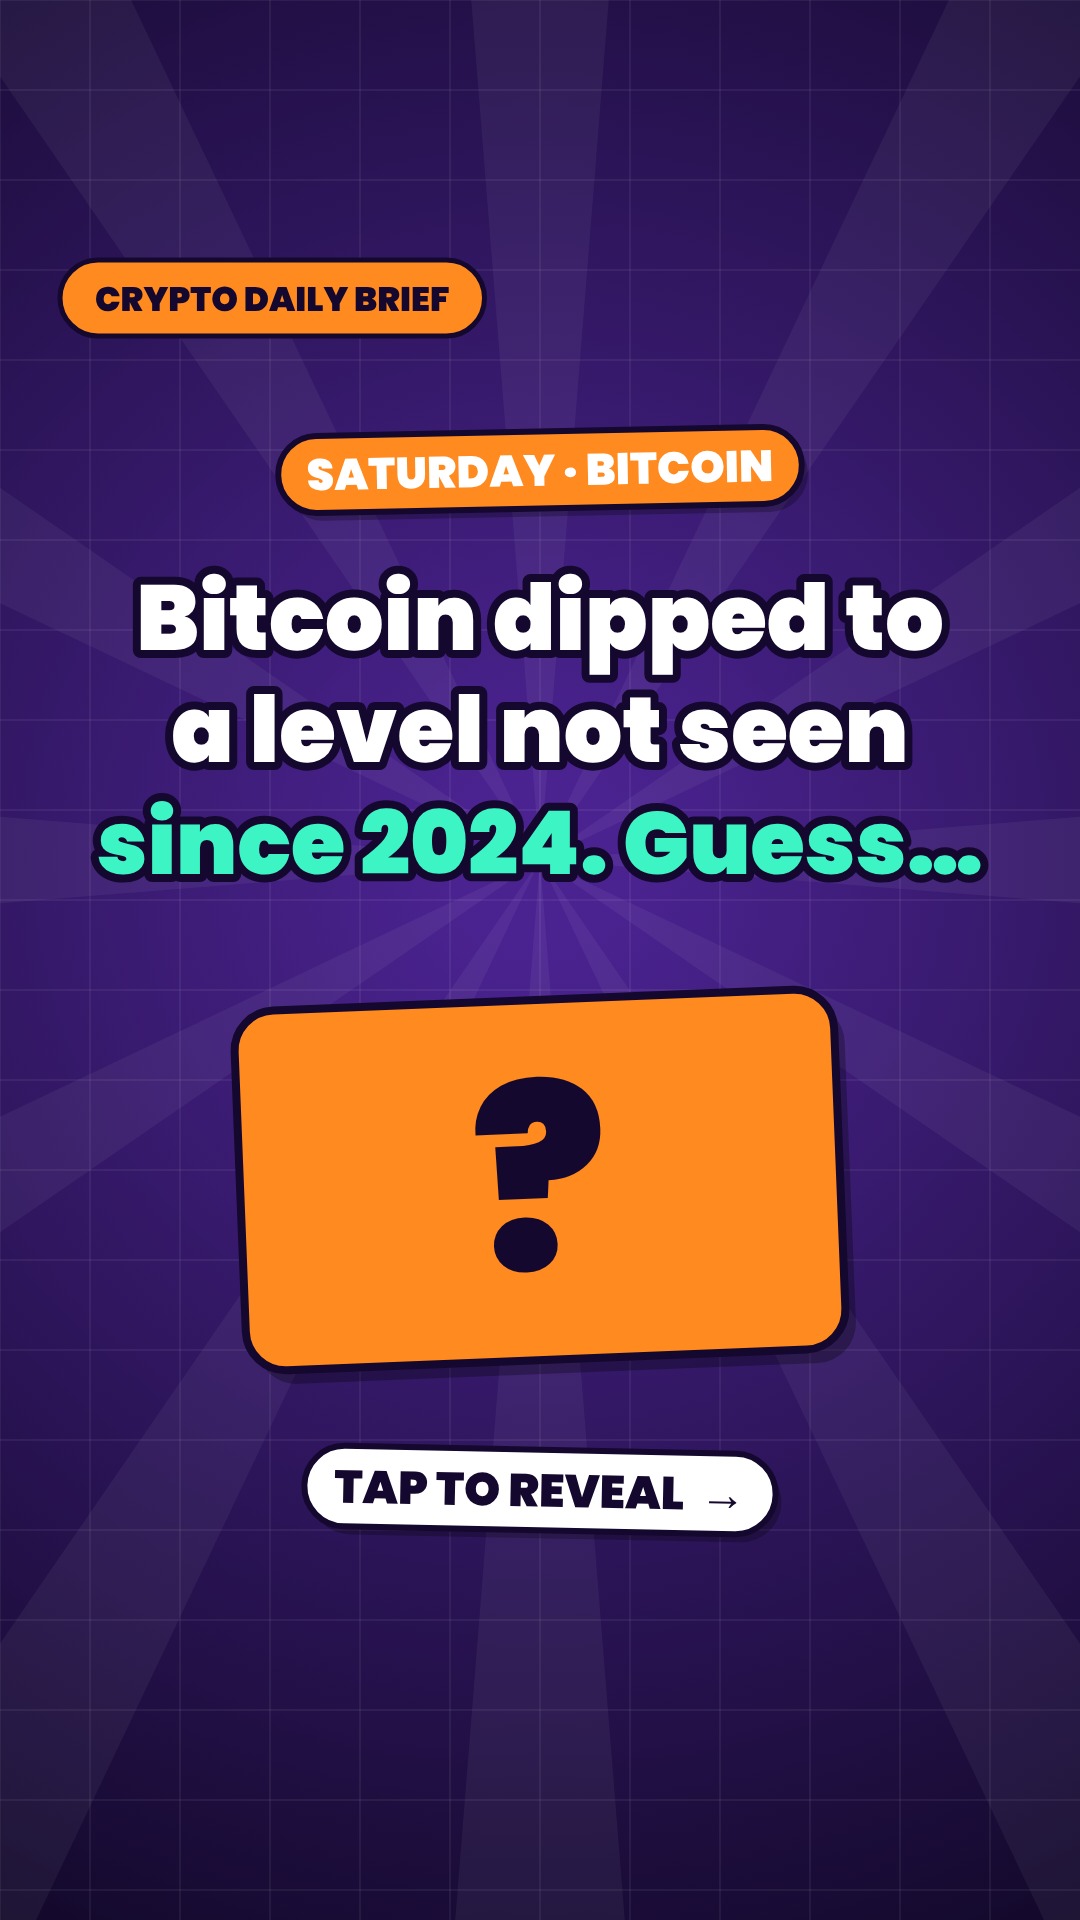 CRYPTO DAILY BRIEF
SATURDAY · BITCOIN
Bitcoin dipped to
a level not seen
since 2024. Guess...
?
TAP TO REVEAL →